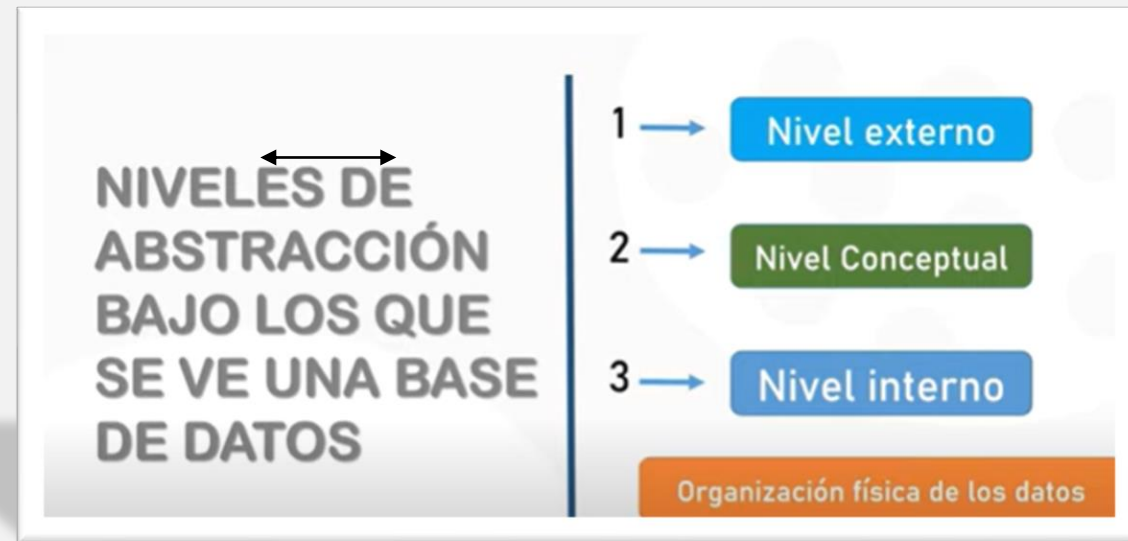 NIVELES DE
ABSTRACCIÓN
BAJO LOS QUE
SE VE UNA BASE
DE DATOS
1
Nivel externo
2
Nivel Conceptual
3
Nivel interno
Organización física de los datos